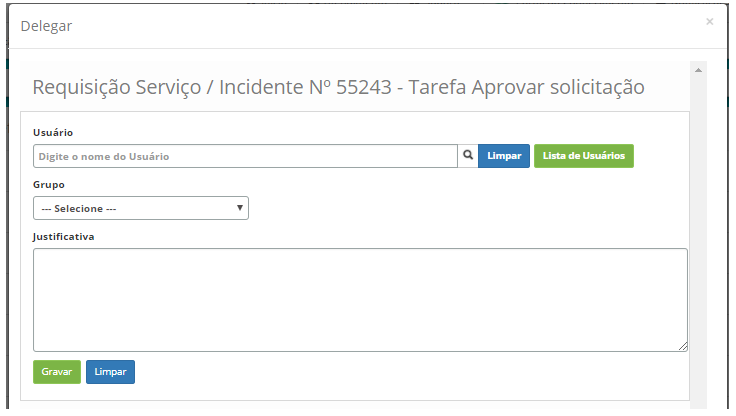 Delegar ×
Requisição Serviço / Incidente Nº 55243 - Tarefa Aprovar solicitação
Usuário
Digite o nome do Usuário Limpar Lista de Usuários
Grupo
--- Selecione ---
Justificativa
Gravar Limpar